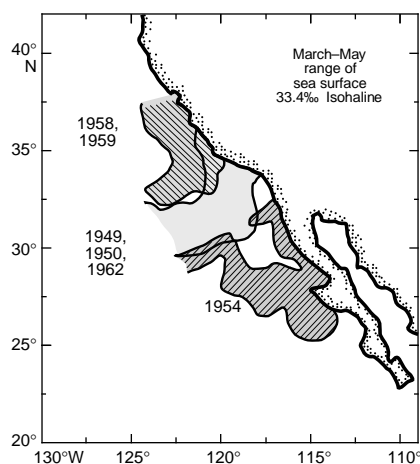 40°
N
March–May
range of
sea surface
33.4‰ Isohaline
1958,
1959
35°
1949,
1950,
1962
30°
1954
25°
20°
130°W
125°
120°
115°
110°